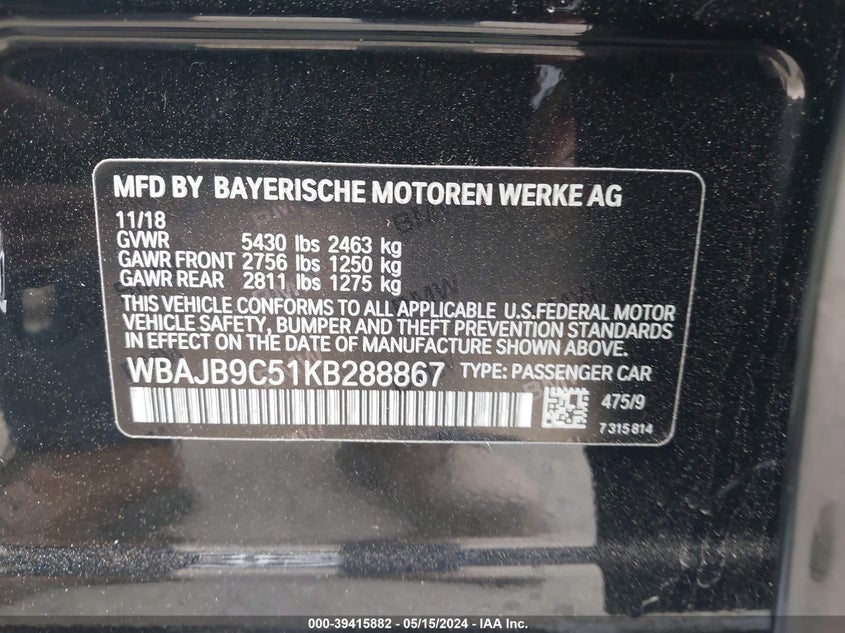 MFD BY BAYERISCHE MOTOREN WERKE AG
11/18
GVWR 5430 lbs 2463 kg
GAWR FRONT 2756 lbs 1250 kg
GAWR REAR 2811 lbs 1275 kg
THIS VEHICLE CONFORMS TO ALL APPLICABLE U.S.FEDERAL MOTOR
VEHICLE SAFETY, BUMPER AND THEFT PREVENTION STANDARDS
IN EFFECT ON THE DATE OF MANUFACTURE SHOWN ABOVE.
WBAJB9C51KB288867 TYPE: PASSENGER CAR
475/9
7 315 814
000-39415882 - 05/15/2024 - IAA Inc.